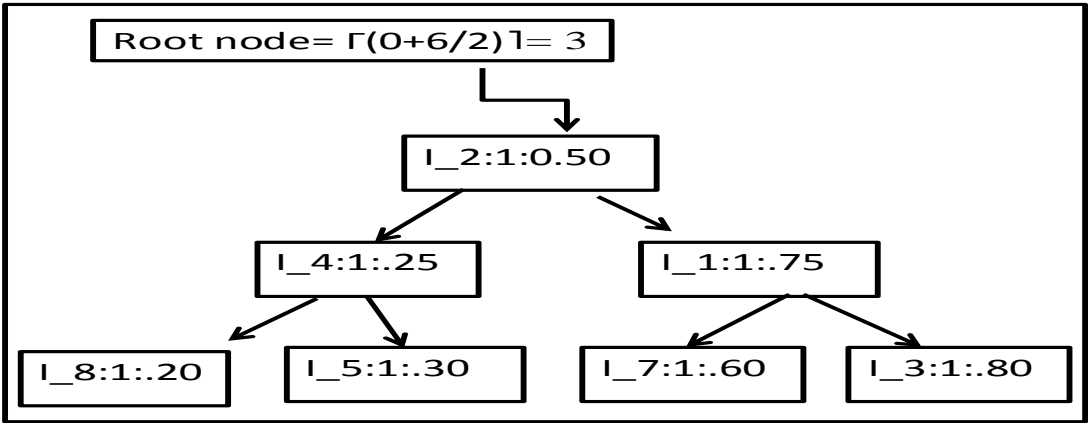 Root node= ⌈(0+6/2)⌉= 3
I_2:1:0.50
I_4:1:.25
I_1:1:.75
I_8:1:.20
I_5:1:.30
I_7:1:.60
I_3:1:.80